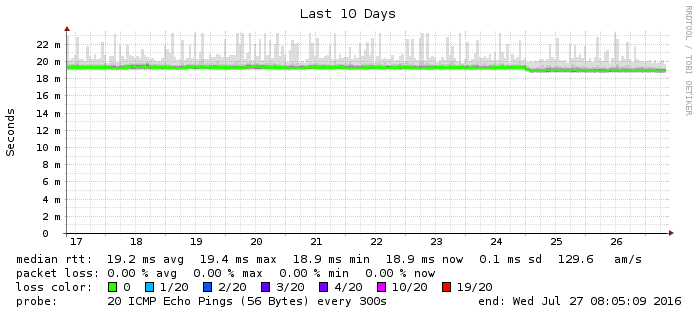 Last 10 Days
RRDTOOL / TOBI OETIKER
Seconds
22 m
20 m
18 m
16 m
14 m
12 m
10 m
8 m
6 m
4 m
2 m
0
17 18 19 20 21 22 23 24 25 26
median rtt: 19.2 ms avg 19.4 ms max 18.9 ms min 18.9 ms now 0.1 ms sd 129.6 am/s
packet loss: 0.00 % avg 0.00 % max 0.00 % min 0.00 % now
loss color: 0 1/20 2/20 3/20 4/20 10/20 19/20
probe: 20 ICMP Echo Pings (56 Bytes) every 300s end: Wed Jul 27 08:05:09 2016